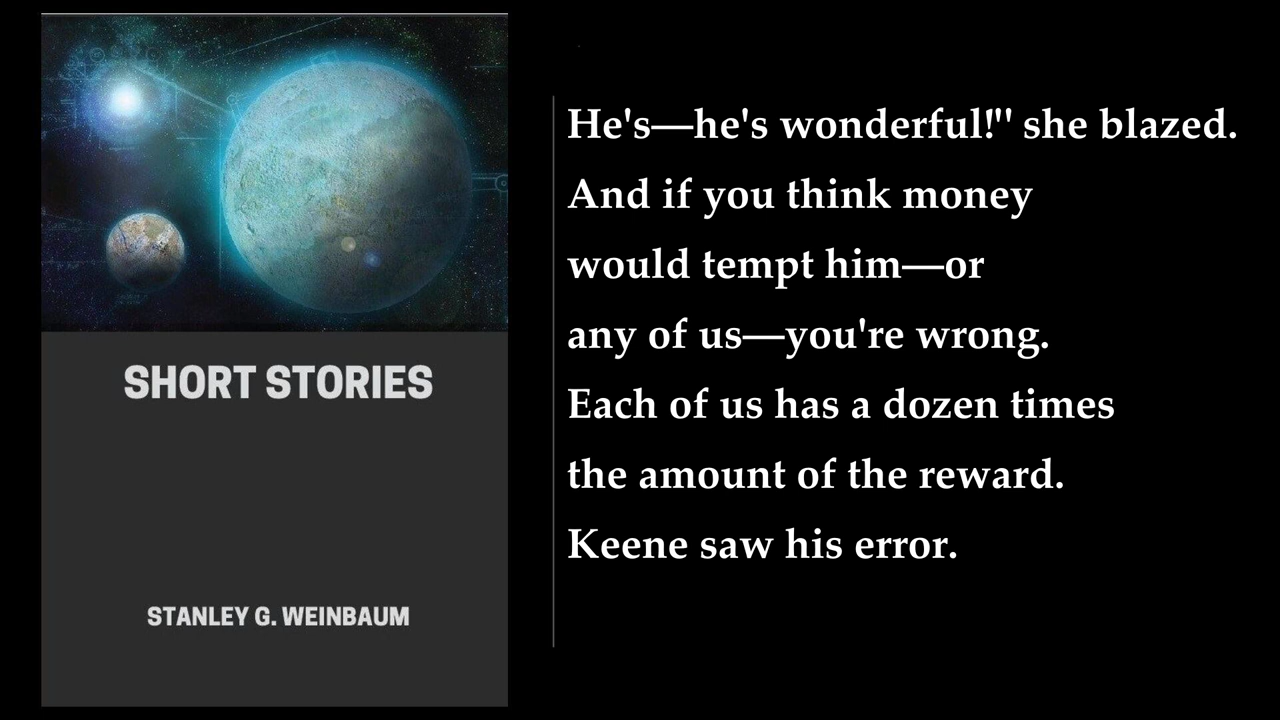 SHORT STORIES
STANLEY G. WEINBAUM
He's—he's wonderful!'' she blazed.
And if you think money
would tempt him—or
any of us—you're wrong.
Each of us has a dozen times
the amount of the reward.
Keene saw his error.